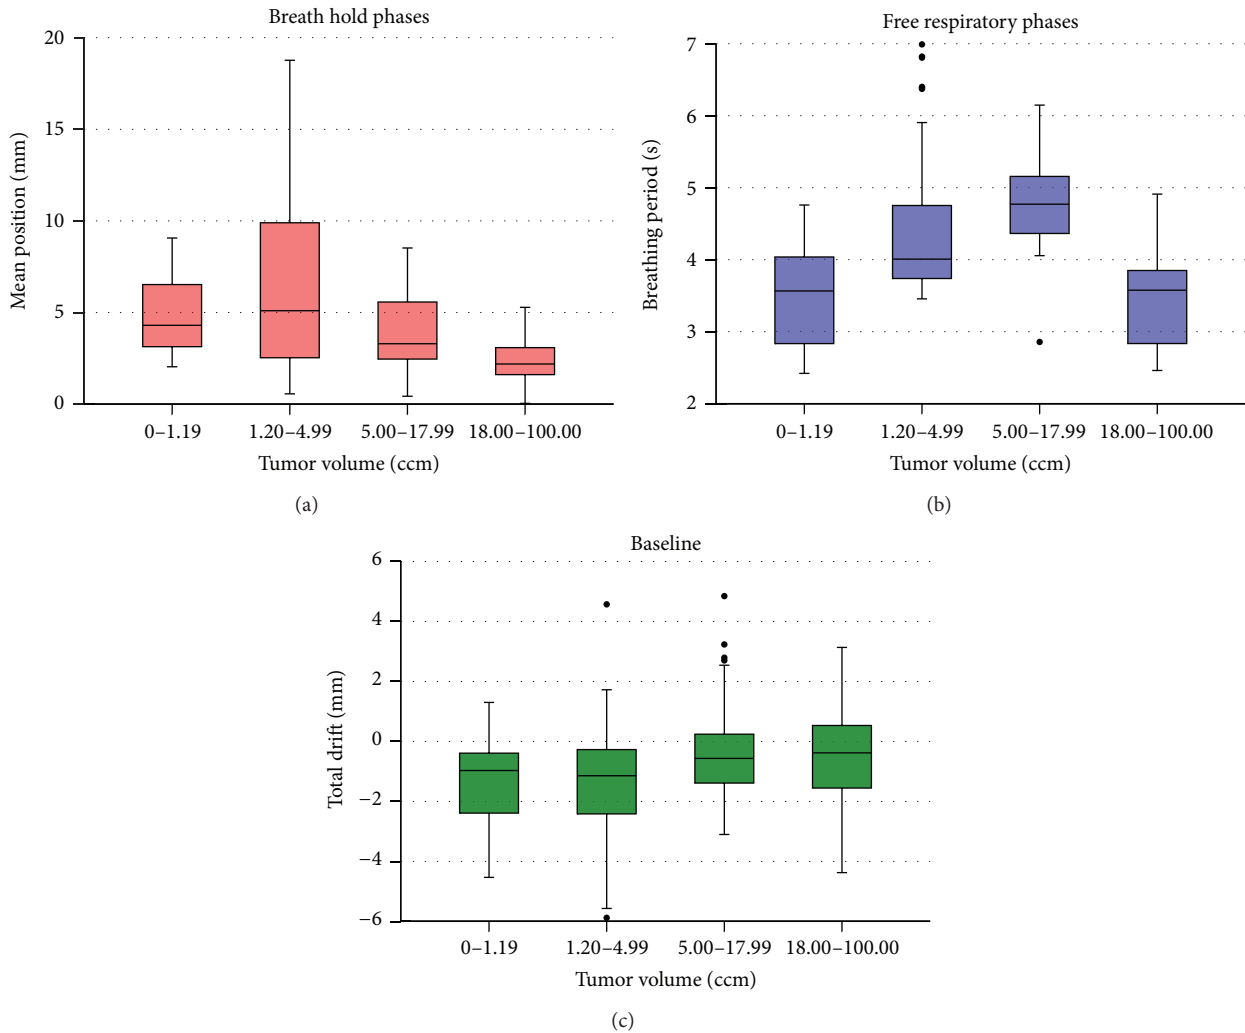 Breath hold phases
Mean position (mm)
20
15
10
5
0
0–1.19 1.20–4.99 5.00–17.99 18.00–100.00
Tumor volume (ccm)
(a)
Free respiratory phases
Breathing period (s)
7
6
5
4
3
2
0–1.19 1.20–4.99 5.00–17.99 18.00–100.00
Tumor volume (ccm)
(b)
Baseline
Total drift (mm)
6
4
2
0
−2
−4
−6
0–1.19 1.20–4.99 5.00–17.99 18.00–100.00
Tumor volume (ccm)
(c)